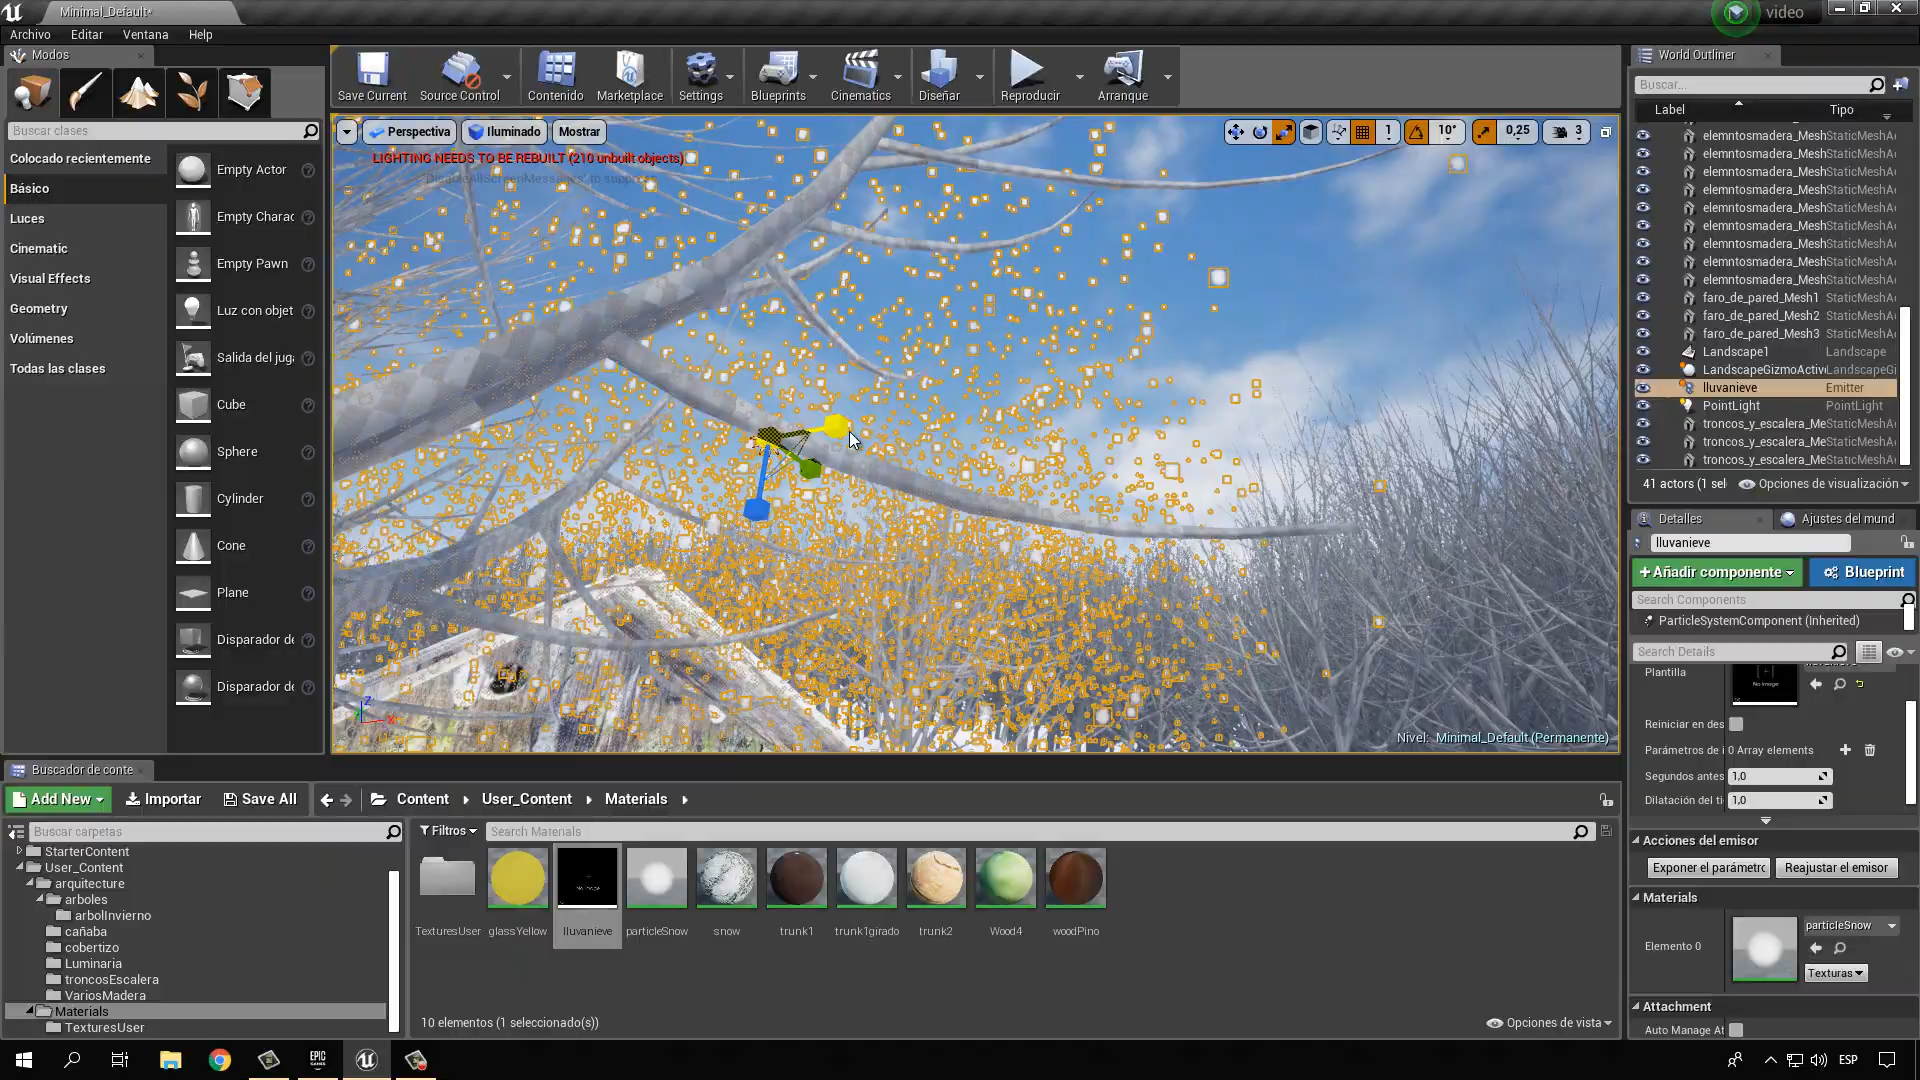 Minimal_Default*
video
Archivo Editar Ventana Help
Modos
Save Current
Source Control
Contenido
Marketplace
Settings
Blueprints
Cinematics
Diseñar
Reproducir
Arranque
World Outliner
Buscar...
Label Tipo
Buscar clases
Colocado recientemente
Básico
Luces
Cinematic
Visual Effects
Geometry
Volúmenes
Todas las clases
Empty Actor
Empty Charac
Empty Pawn
Luz con objet
Salida del jug
Cube
Sphere
Cylinder
Cone
Plane
Disparador de
Disparador de
Perspectiva Iluminado Mostrar
1 10° 0,25 3
LIGHTING NEEDS TO BE REBUILT (210 unbuilt objects)
'DisableAllScreenMessages' to suppress
Nivel: Minimal_Default (Permanente)
elemntosmadera_Mesh StaticMeshA
elemntosmadera_Mesh StaticMeshA
elemntosmadera_Mesh StaticMeshA
elemntosmadera_Mesh StaticMeshA
elemntosmadera_Mesh StaticMeshA
elemntosmadera_Mesh StaticMeshA
elemntosmadera_Mesh StaticMeshA
elemntosmadera_Mesh StaticMeshA
elemntosmadera_Mesh StaticMeshA
faro_de_pared_Mesh1 StaticMeshA
faro_de_pared_Mesh2 StaticMeshA
faro_de_pared_Mesh3 StaticMeshA
Landscape1 Landscape
LandscapeGizmoActiv LandscapeG
lluvanieve Emitter
PointLight PointLight
troncos_y_escalera_Me StaticMeshA
troncos_y_escalera_Me StaticMeshA
troncos_y_escalera_Me StaticMeshA
41 actors (1 sel Opciones de visualización
Detalles Ajustes del mund
lluvanieve
+Añadir componente Blueprint
Search Components
ParticleSystemComponent (Inherited)
Search Details
Plantilla
No Image
Reiniciar en des
Parámetros de i 0 Array elements
Segundos antes 1,0
Dilatación del ti 1,0
Acciones del emisor
Exponer el parámetro Reajustar el emisor
Materials
Elemento 0
particleSnow
Texturas
Attachment
Auto Manage At
Buscador de conte
Add New Importar Save All Content User_Content Materials
Buscar carpetas
StarterContent
User_Content
arquitecture
arboles
arbolInvierno
cañaba
cobertizo
Luminaria
troncosEscalera
VariosMadera
Materials
TexturesUser
Filtros Search Materials
No Image
TexturesUser glassYellow lluvanieve particleSnow snow trunk1 trunk1girado trunk2 Wood4 woodPino
10 elementos (1 seleccionado(s)) Opciones de vista
EPIC
GAMES
ESP